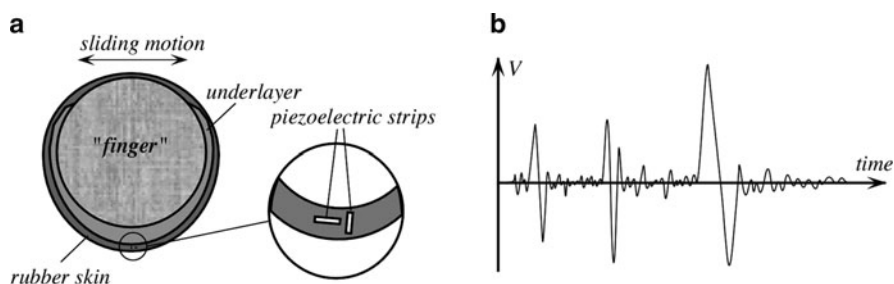 a
sliding motion
underlayer
piezoelectric strips
"finger"
rubber skin
b
V
time